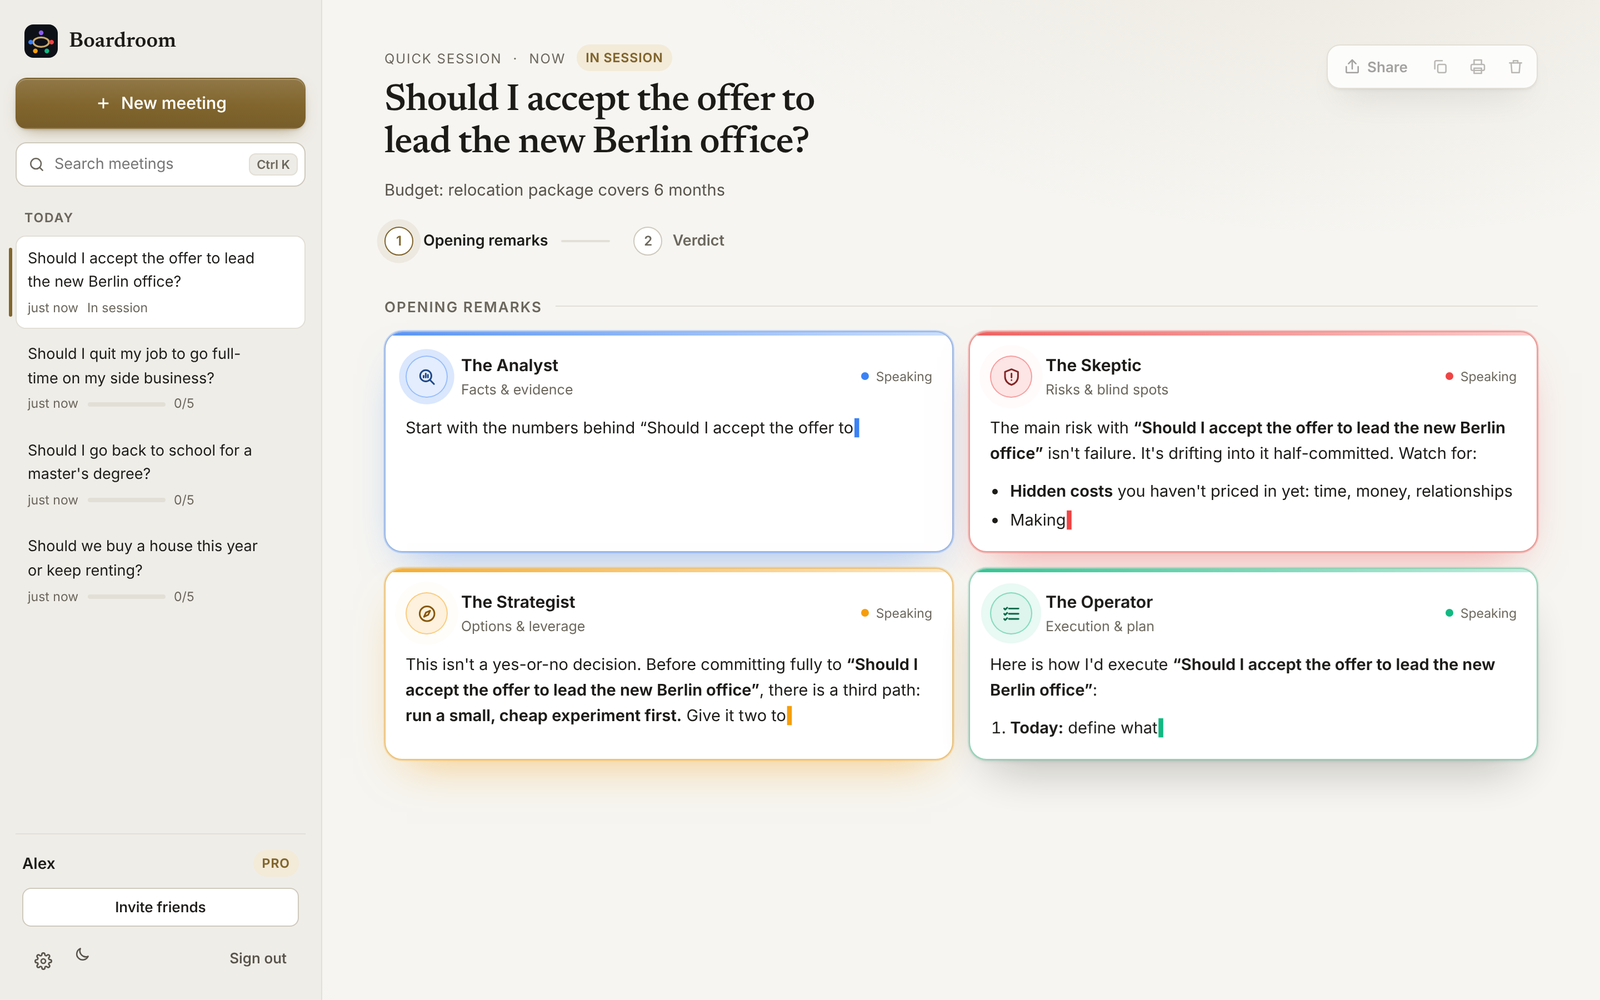 Boardroom
+ New meeting
Search meetings Ctrl K
TODAY
Should I accept the offer to lead
the new Berlin office?
just now In session
Should I quit my job to go full-
time on my side business?
just now 0/5
Should I go back to school for a
master's degree?
just now 0/5
Should we buy a house this year
or keep renting?
just now 0/5
Alex PRO
Invite friends
Sign out
QUICK SESSION · NOW IN SESSION
Share
Should I accept the offer to
lead the new Berlin office?
Budget: relocation package covers 6 months
1 Opening remarks 2 Verdict
OPENING REMARKS
The Analyst
Facts & evidence
Speaking
Start with the numbers behind “Should I accept the offer to
The Skeptic
Risks & blind spots
Speaking
The main risk with “Should I accept the offer to lead the new Berlin
office” isn't failure. It's drifting into it half-committed. Watch for:
• Hidden costs you haven't priced in yet: time, money, relationships
• Making
The Strategist
Options & leverage
Speaking
This isn't a yes-or-no decision. Before committing fully to “Should I
accept the offer to lead the new Berlin office”, there is a third path:
run a small, cheap experiment first. Give it two to
The Operator
Execution & plan
Speaking
Here is how I'd execute “Should I accept the offer to lead the new
Berlin office”:
1. Today: define what